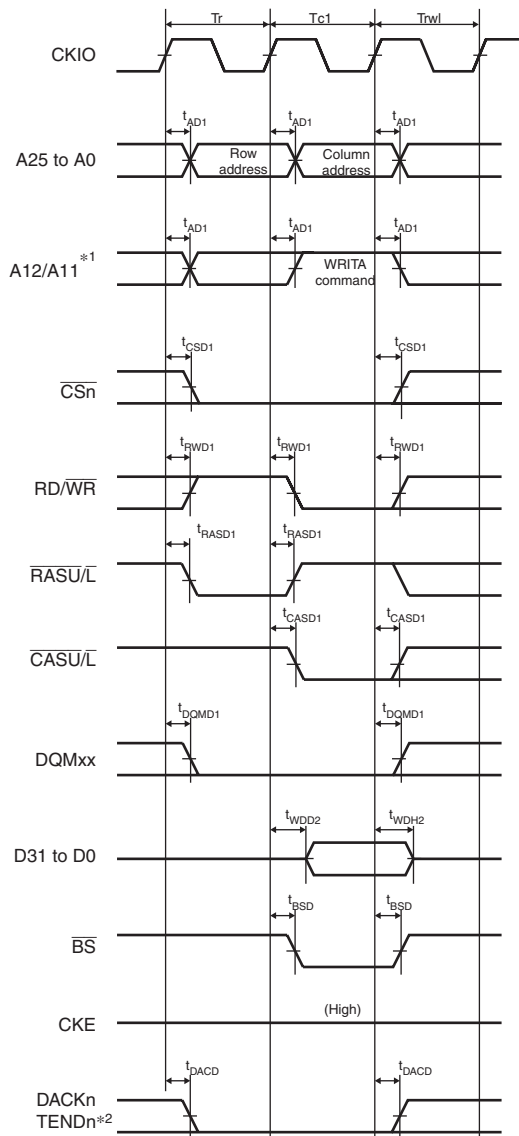 Tr Tc1 Trwl
CKIO
tAD1 tAD1 tAD1
A25 to A0
Row address
Column address
tAD1 tAD1 tAD1
A12/A11*1
WRITA command
tCSD1 tCSD1
CSn
tRWD1 tRWD1 tRWD1
RD/WR
tRASD1 tRASD1
RASU/L
tCASD1 tCASD1
CASU/L
tDQMD1 tDQMD1
DQMxx
tWDD2 tWDH2
D31 to D0
tBSD tBSD
BS
(High)
CKE
tDACD tDACD
DACKn
TENDn*2